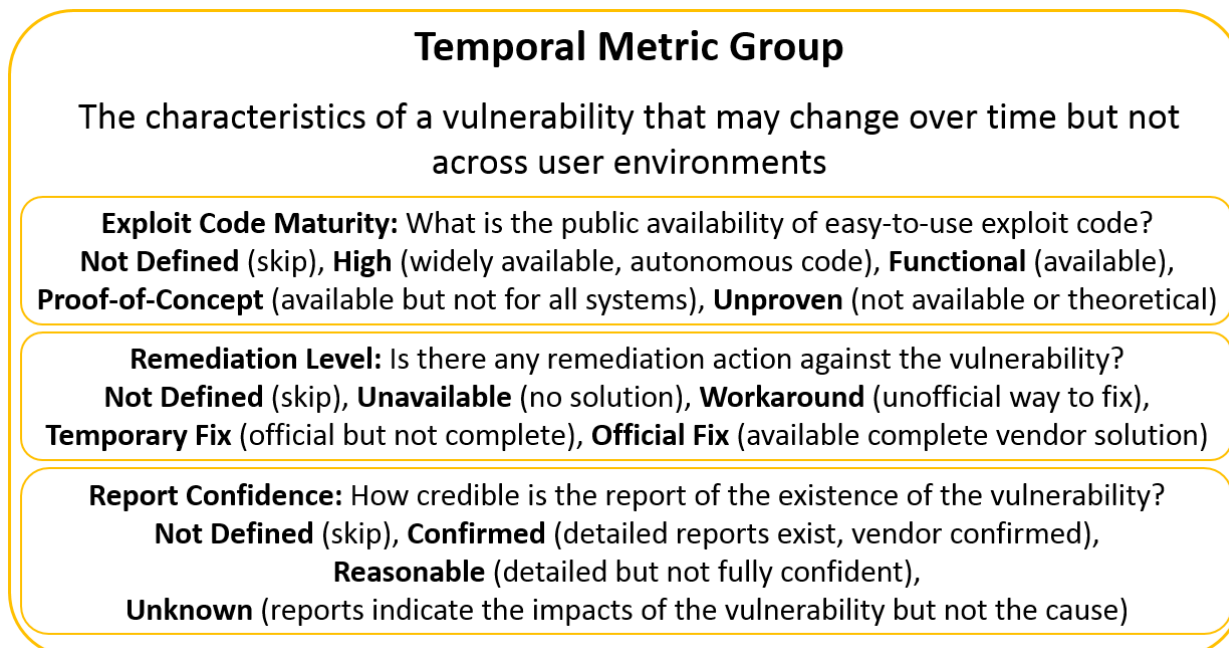 Temporal Metric Group
The characteristics of a vulnerability that may change over time but not
across user environments
Exploit Code Maturity: What is the public availability of easy-to-use exploit code?
Not Defined (skip), High (widely available, autonomous code), Functional (available),
Proof-of-Concept (available but not for all systems), Unproven (not available or theoretical)
Remediation Level: Is there any remediation action against the vulnerability?
Not Defined (skip), Unavailable (no solution), Workaround (unofficial way to fix),
Temporary Fix (official but not complete), Official Fix (available complete vendor solution)
Report Confidence: How credible is the report of the existence of the vulnerability?
Not Defined (skip), Confirmed (detailed reports exist, vendor confirmed),
Reasonable (detailed but not fully confident),
Unknown (reports indicate the impacts of the vulnerability but not the cause)